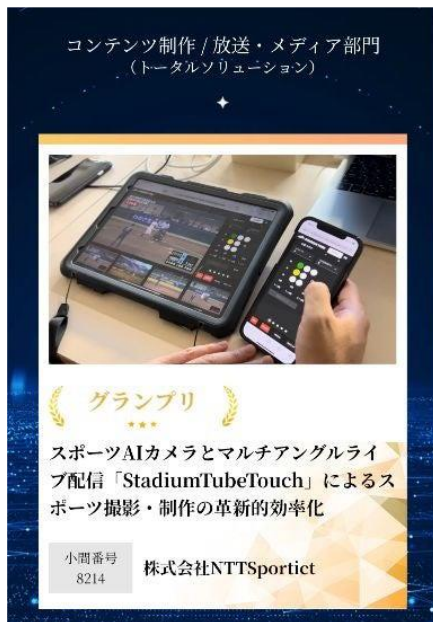 コンテンツ制作 / 放送・メディア部門
（トータルソリューション）
グランプリ
スポーツAIカメラとマルチアングルライ
ブ配信「StadiumTubeTouch」によるス
ポーツ撮影・制作の革新的効率化
小間番号
8214
株式会社NTTSportict